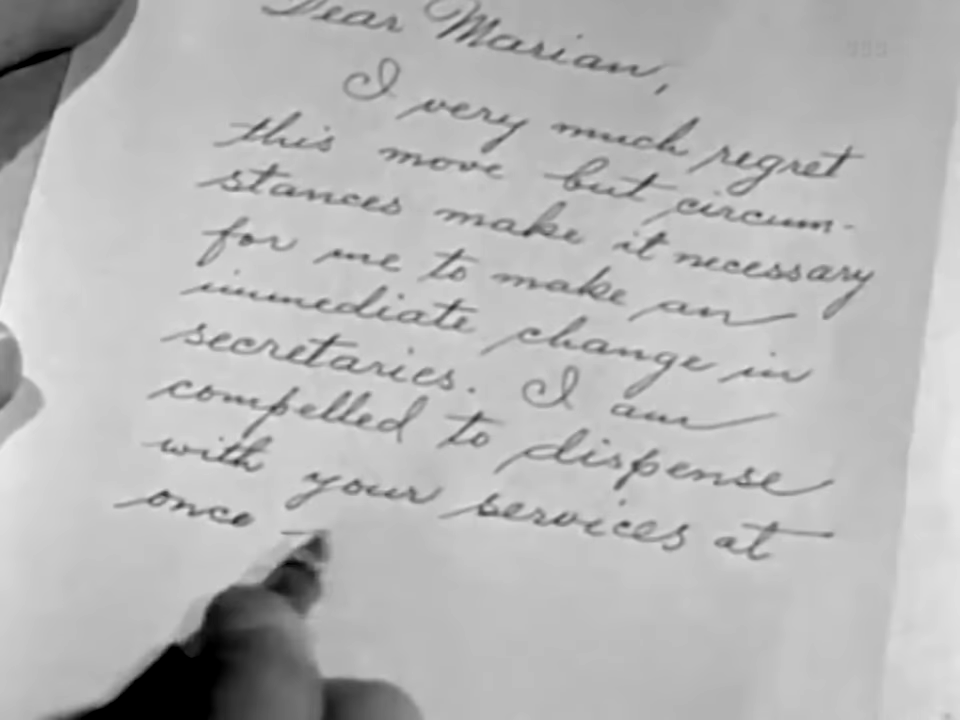 Dear Marian,
I very much regret
this move but circum-
stances make it necessary
for me to make an
immediate change in
secretaries. I am
compelled to dispense
with your services at
once —